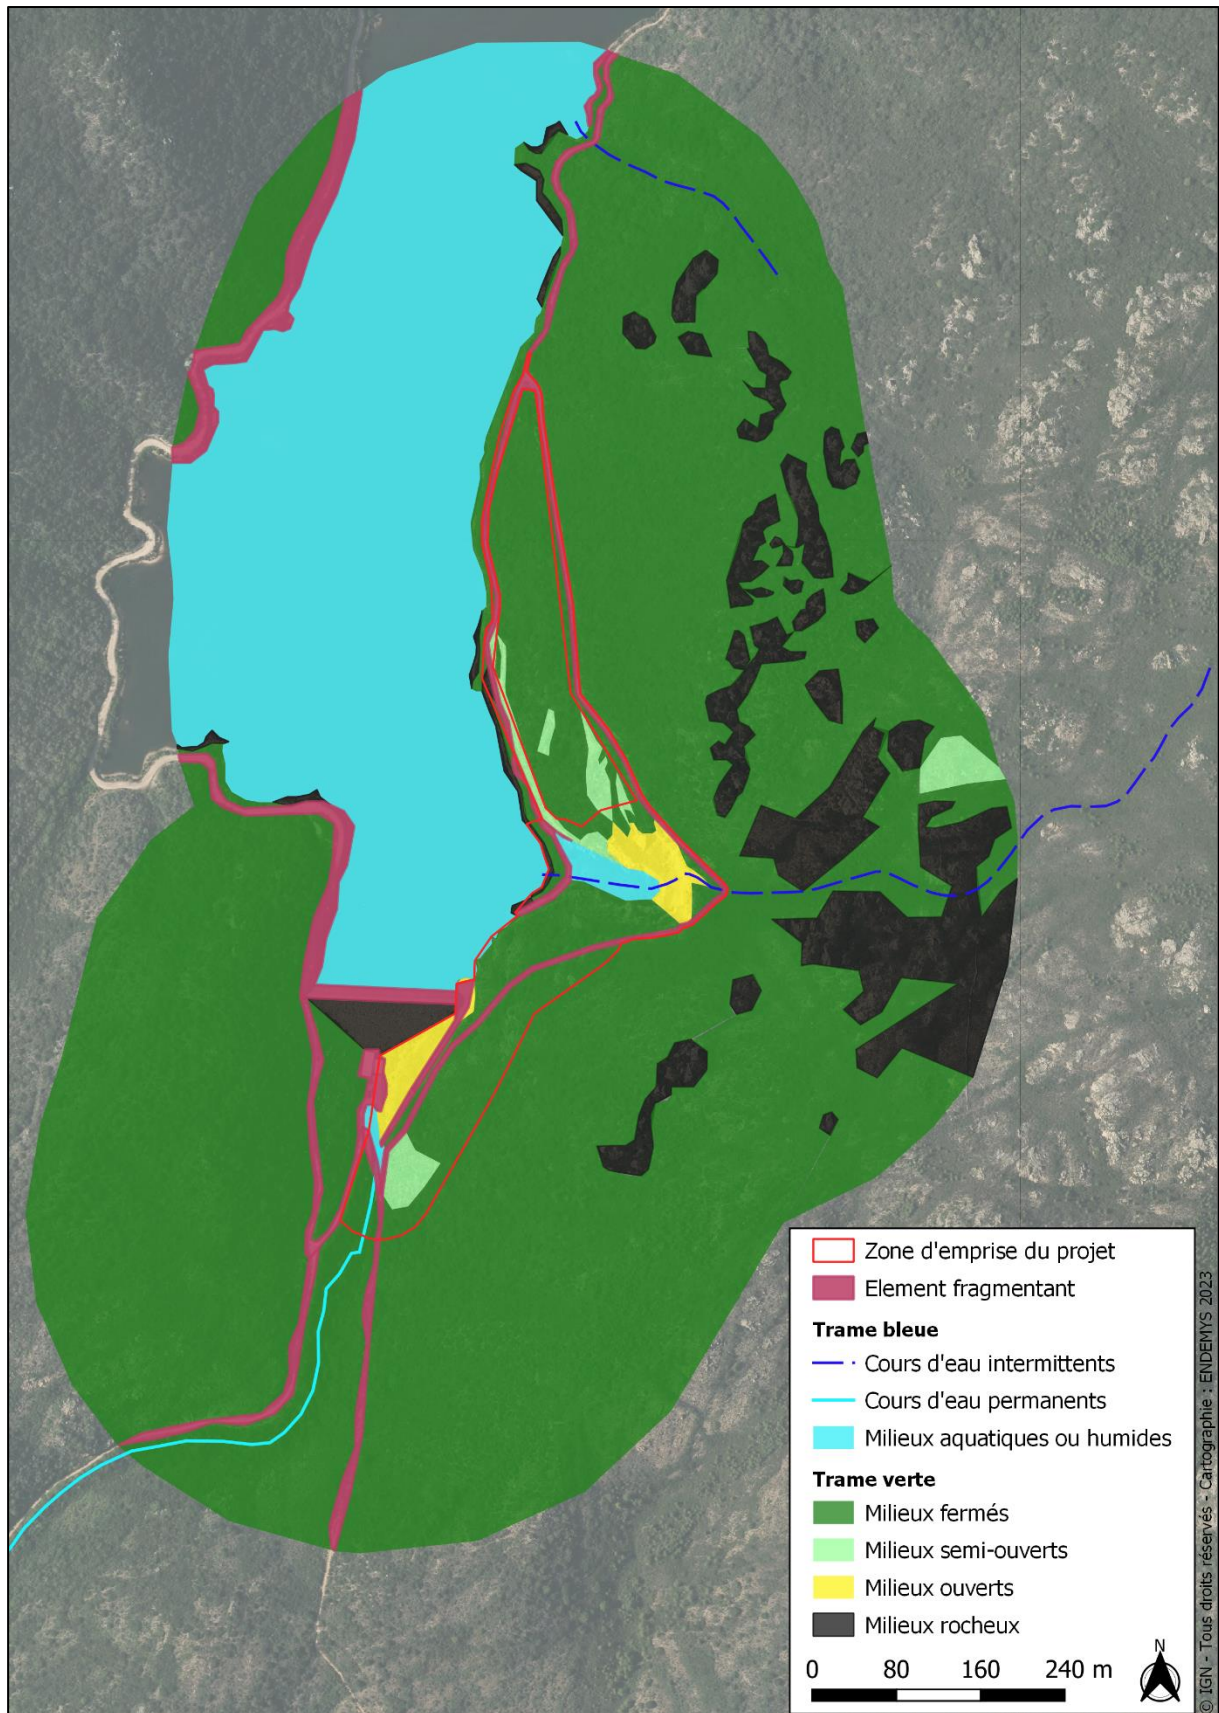 Zone d'emprise du projet
Element fragmentant
Trame bleue
Cours d'eau intermittents
Cours d'eau permanents
Milieux aquatiques ou humides
Trame verte
Milieux fermés
Milieux semi-ouverts
Milieux ouverts
Milieux rocheux
0 80 160 240 m
N
© IGN - Tous droits réservés - Cartographie : ENDEMYS 2023